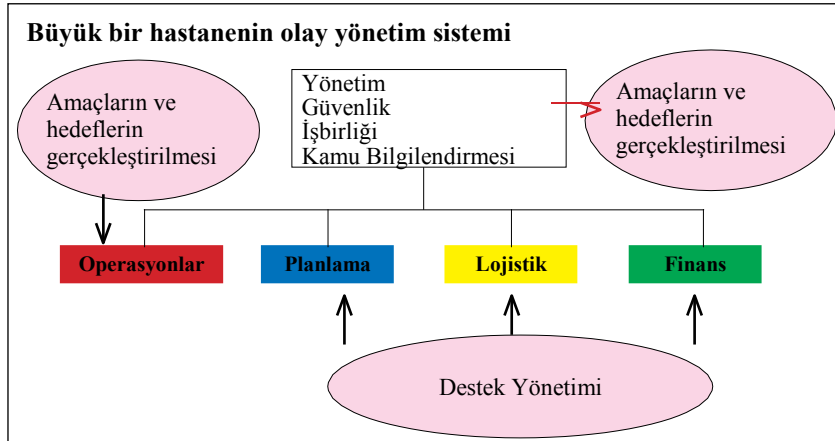 Büyük bir hastanenin olay yönetim sistemi
Amaçların ve
hedeflerin
gerçekleştirilmesi
Yönetim
Güvenlik
İşbirliği
Kamu Bilgilendirmesi
Amaçların ve
hedeflerin
gerçekleştirilmesi
Operasyonlar
Planlama
Lojistik
Finans
Destek Yönetimi